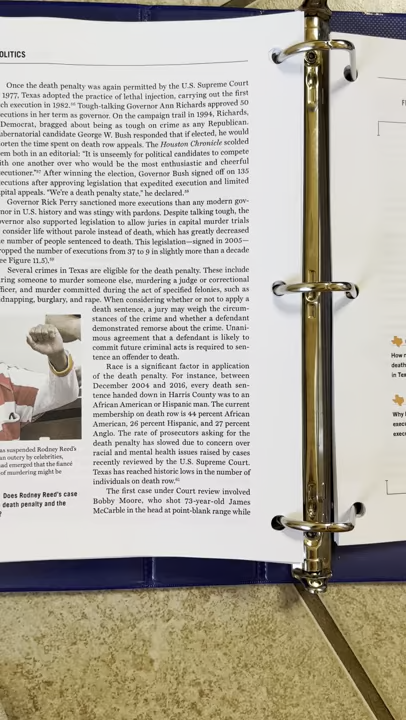 OLITICS
Once the death penalty was again permitted by the U.S. Supreme Court
1977, Texas adopted the practice of lethal injection, carrying out the first
ch execution in 1982.
Tough-talking Governor Ann Richards approved 50
ecutions in her term as governor. On the campaign trail in 1994, Richards,
Democrat, bragged about being as tough on crime as any Republican.
ubernatorial candidate George W. Bush responded that if elected, he would
orten the time spent on death row appeals. The Houston Chronicle scolded
em both in an editorial: "It is unseemly for political candidates to compete
ith one another over who would be the most enthusiastic and cheerful
ecutioner." After winning the election, Governor Bush signed off on 135
ecutions after approving legislation that expedited execution and limited
pital appeals. "We're a death penalty state," he declared.
Governor Rick Perry sanctioned more executions than any modern gov-
nor in U.S. history and was stingy with pardons. Despite talking tough, the
vernor also supported legislation to allow juries in capital murder trials
consider life without parole instead of death, which has greatly decreased
e number of people sentenced to death. This legislation—signed in 2005—
ropped the number of executions from 37 to 9 in slightly more than a decade
ee Figure 11.5).
Several crimes in Texas are eligible for the death penalty. These include
ring someone to murder someone else, murdering a judge or correctional
ficer, and murder committed during the act of specified felonies, such as
dnapping, burglary, and rape. When considering whether or not to apply a
death sentence, a jury may weigh the circum-
stances of the crime and whether a defendant
demonstrated remorse about the crime. Unani-
mous agreement that a defendant is likely to
commit future criminal acts is required to sen-
tence an offender to death.
Race is a significant factor in application
of the death penalty. For instance, between
December 2004 and 2016, every death sen-
tence handed down in Harris County was to an
African American or Hispanic man. The current
membership on death row is 44 percent African
American, 26 percent Hispanic, and 27 percent
Anglo. The rate of prosecutors asking for the
death penalty has slowed due to concern over
racial and mental health issues raised by cases
recently reviewed by the U.S. Supreme Court.
Texas has reached historic lows in the number of
individuals on death row.
The first case under Court review involved
Bobby Moore, who shot 73-year-old James
McCarble in the head at point-blank range while
as suspended Rodney Reed's
an outcry by celebrities,
ad emerged that the fiancé
of murdering might be
Does Rodney Reed's case
death penalty and the
?
How
death
in Te
Why
execu
execu